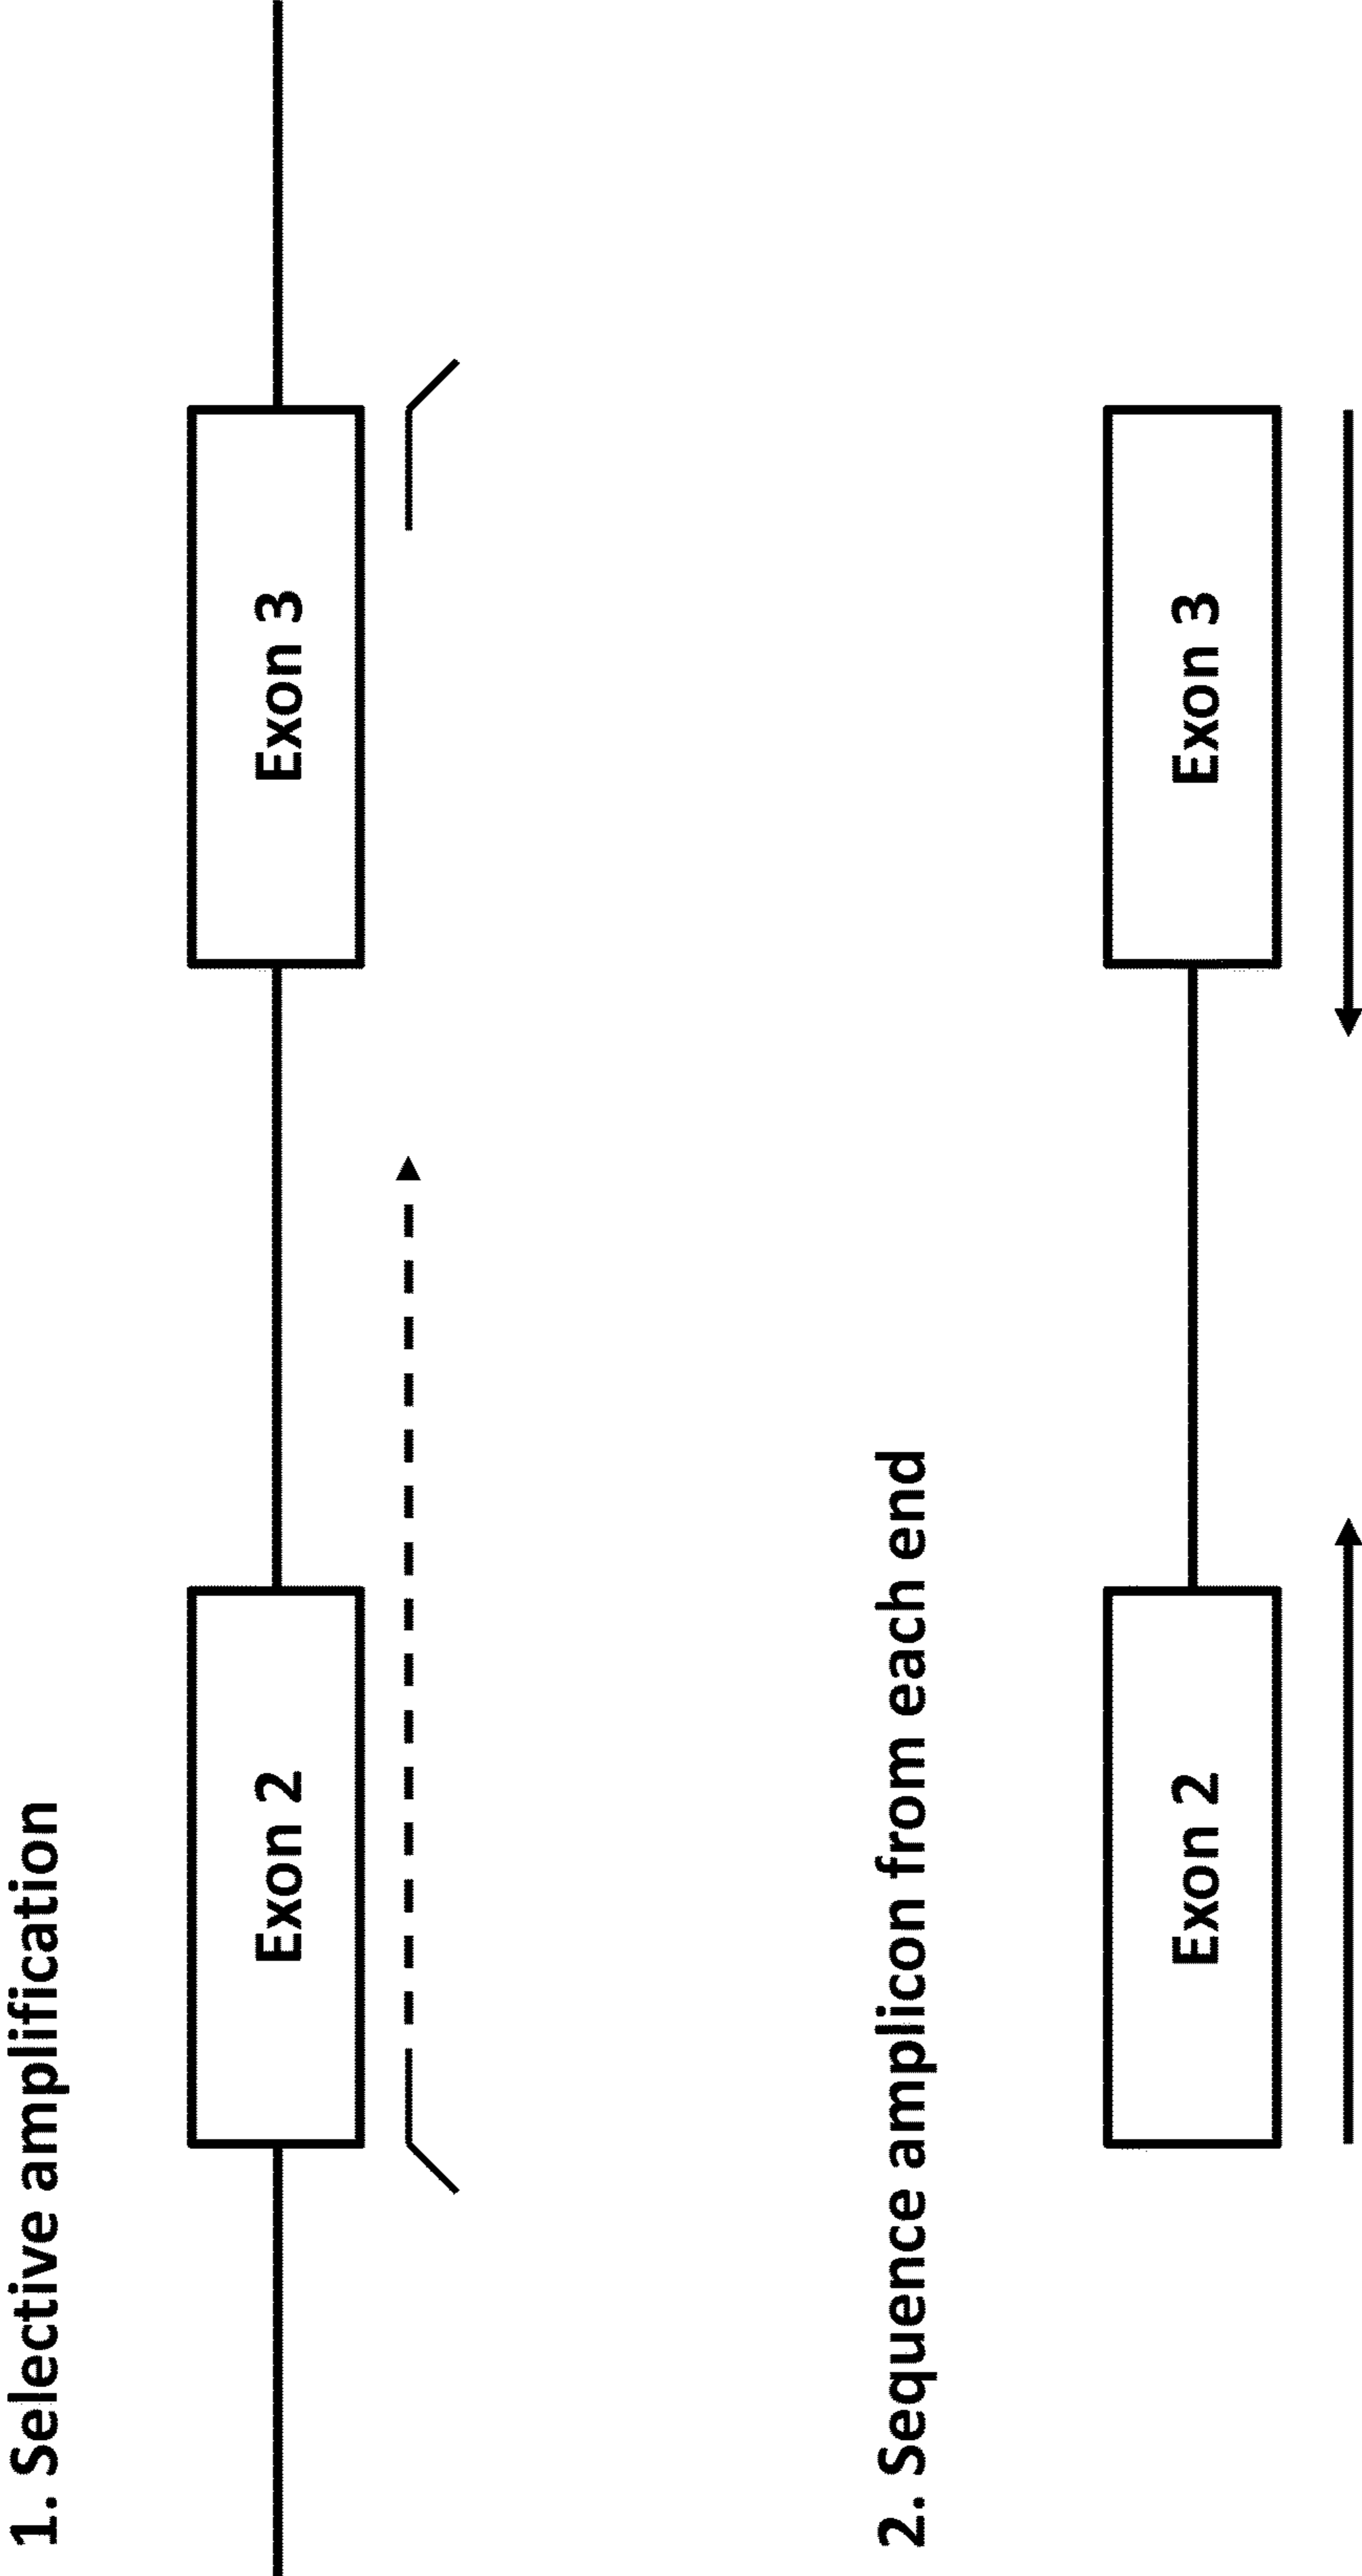 1. Selective amplification
Exon 2
Exon 3
2. Sequence amplicon from each end
Exon 2
Exon 3